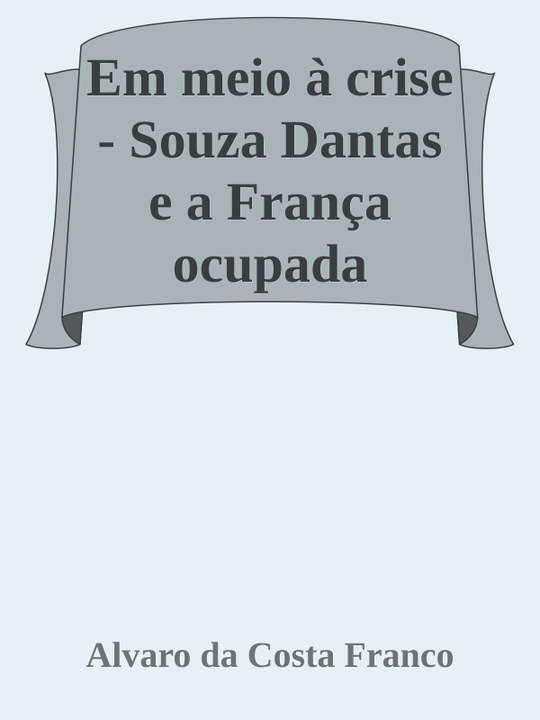 Em meio à crise
- Souza Dantas
e a França
ocupada
Alvaro da Costa Franco